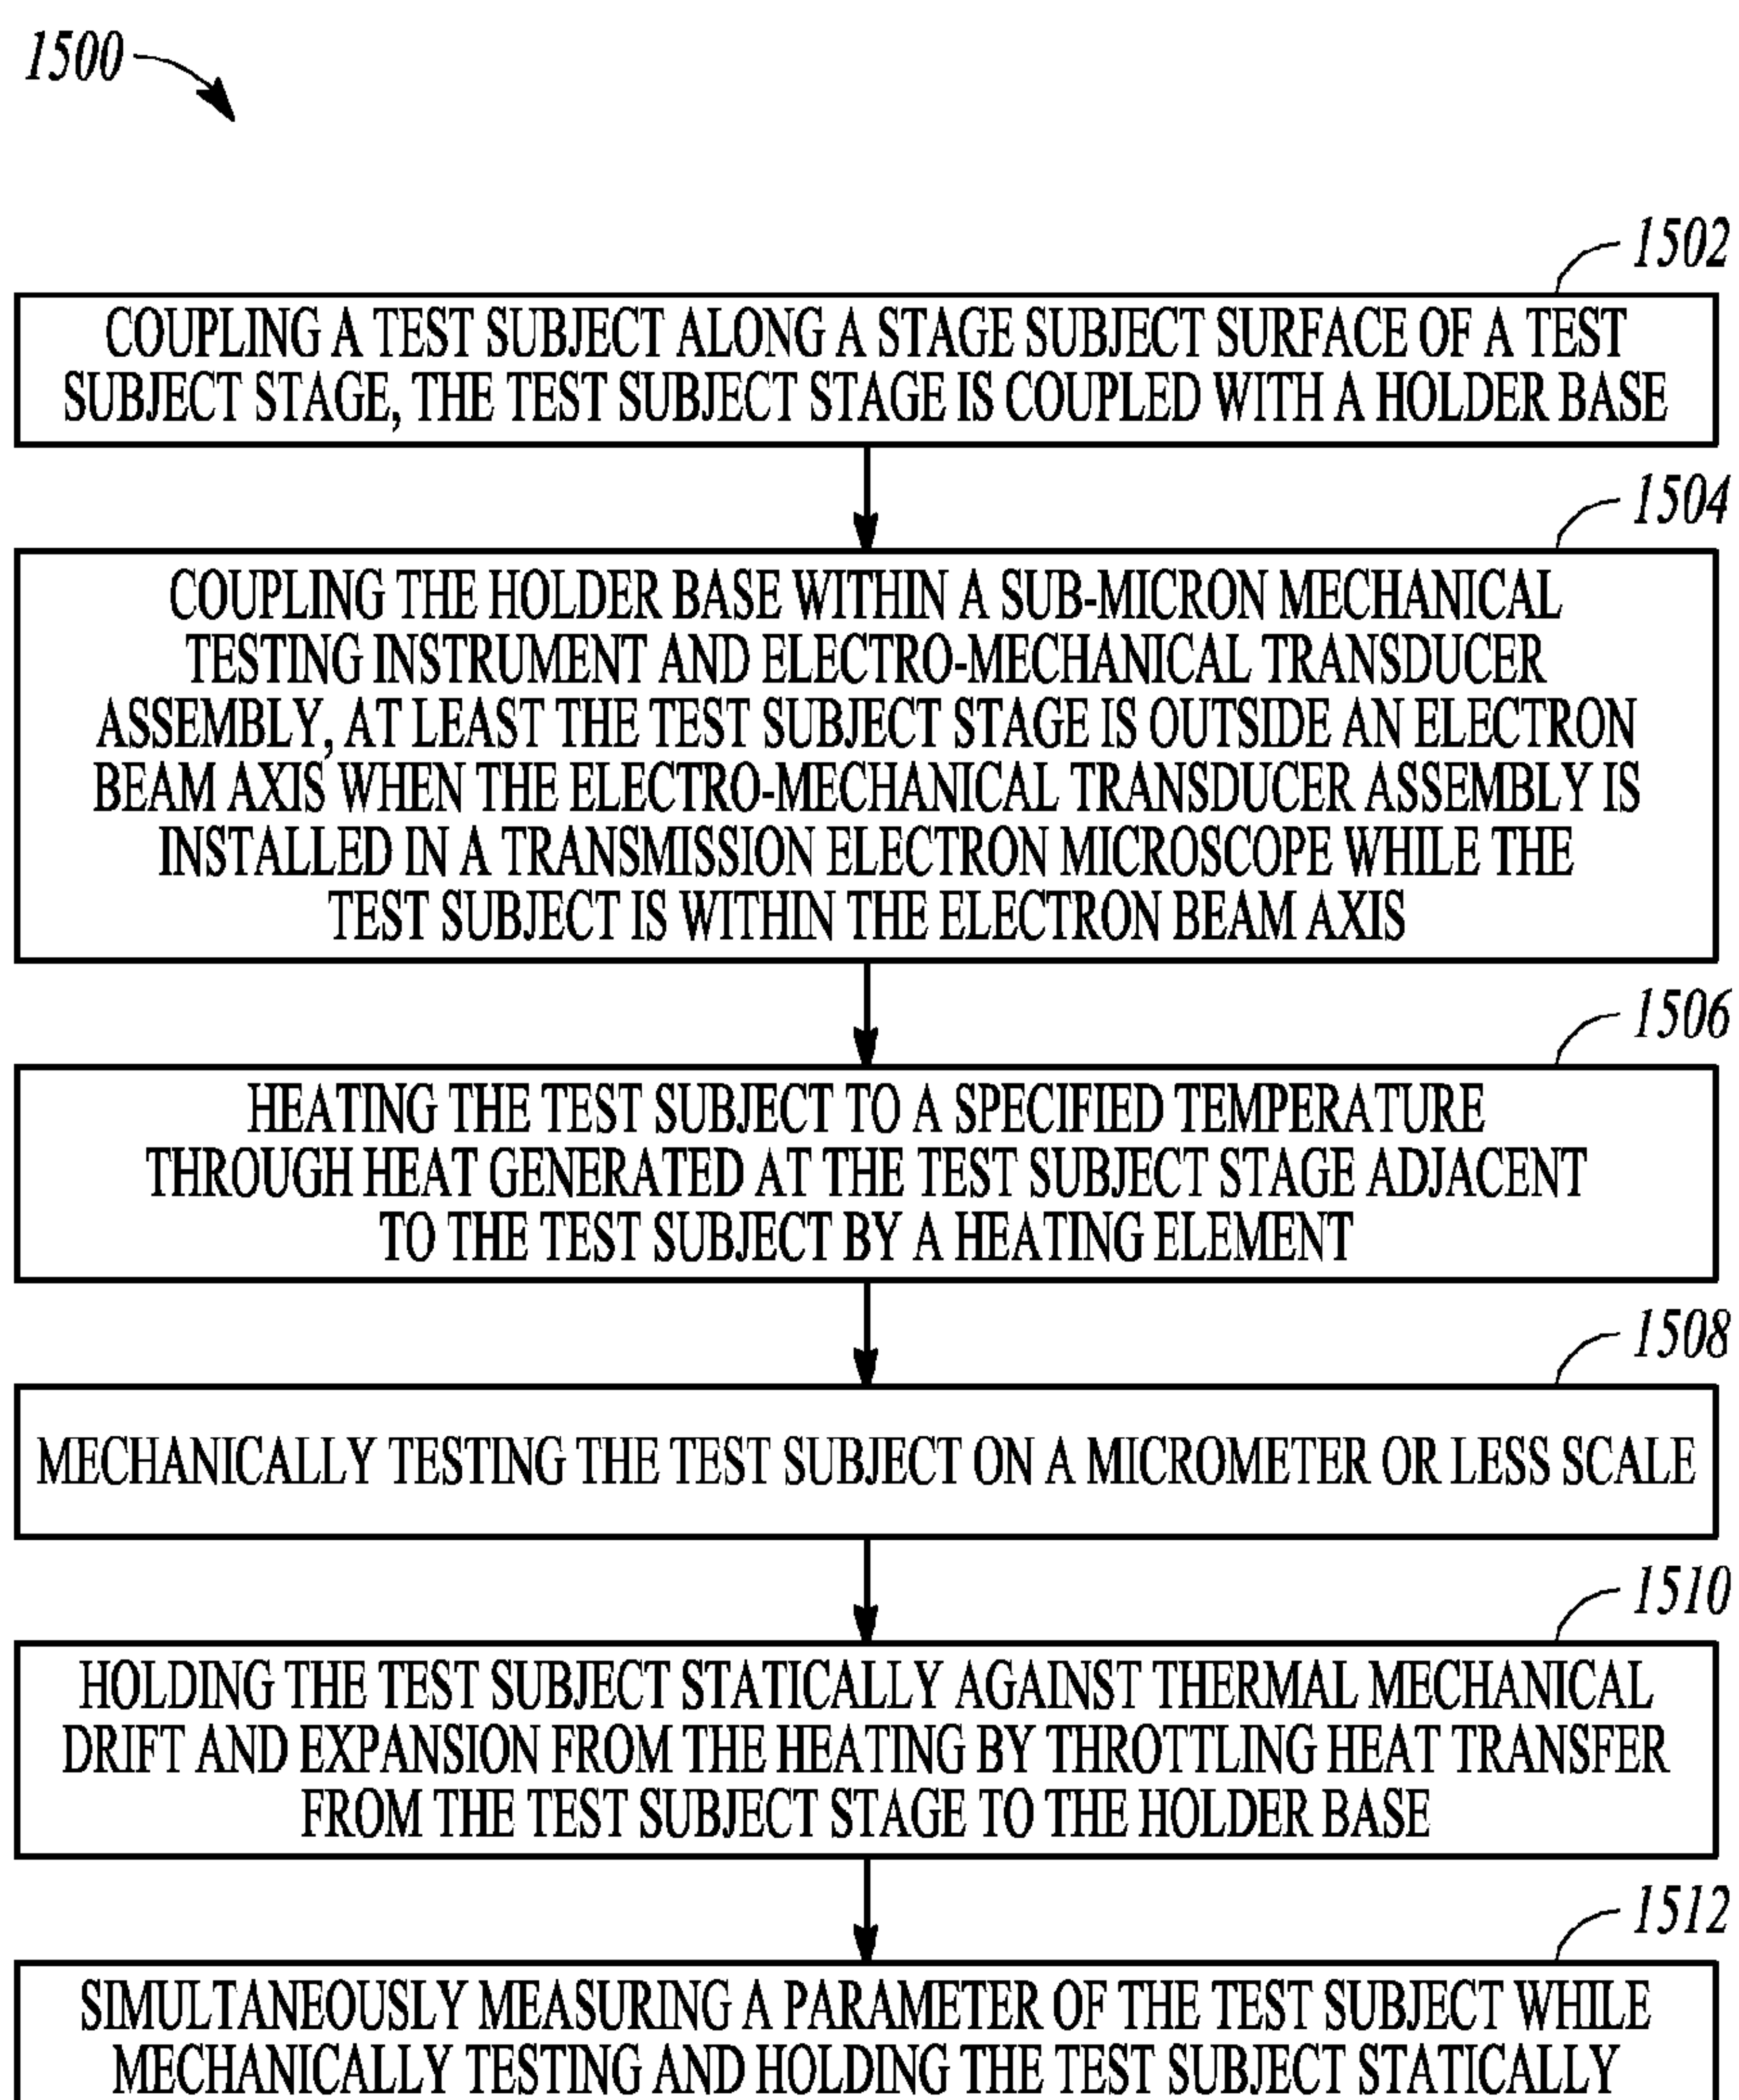 1500
1502
COUPLING A TEST SUBJECT ALONG A STAGE SUBJECT SURFACE OF A TEST
SUBJECT STAGE, THE TEST SUBJECT STAGE IS COUPLED WITH A HOLDER BASE
1504
COUPLING THE HOLDER BASE WITHIN A SUB-MICRON MECHANICAL
TESTING INSTRUMENT AND ELECTRO-MECHANICAL TRANSDUCER
ASSEMBLY, AT LEAST THE TEST SUBJECT STAGE IS OUTSIDE AN ELECTRON
BEAM AXIS WHEN THE ELECTRO-MECHANICAL TRANSDUCER ASSEMBLY IS
INSTALLED IN A TRANSMISSION ELECTRON MICROSCOPE WHILE THE
TEST SUBJECT IS WITHIN THE ELECTRON BEAM AXIS
1506
HEATING THE TEST SUBJECT TO A SPECIFIED TEMPERATURE
THROUGH HEAT GENERATED AT THE TEST SUBJECT STAGE ADJACENT
TO THE TEST SUBJECT BY A HEATING ELEMENT
1508
MECHANICALLY TESTING THE TEST SUBJECT ON A MICROMETER OR LESS SCALE
1510
HOLDING THE TEST SUBJECT STATICALLY AGAINST THERMAL MECHANICAL
DRIFT AND EXPANSION FROM THE HEATING BY THROTTLING HEAT TRANSFER
FROM THE TEST SUBJECT STAGE TO THE HOLDER BASE
1512
SIMULTANEOUSLY MEASURING A PARAMETER OF THE TEST SUBJECT WHILE
MECHANICALLY TESTING AND HOLDING THE TEST SUBJECT STATICALLY